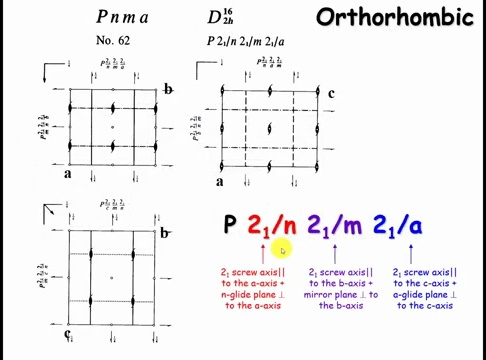 P n m a
D 16 2h
Orthorhombic
No. 62
P 2₁/n 2₁/m 2₁/a
b
a
c
b
c
P 2₁/n 2₁/m 2₁/a
2₁ screw axis||
to the a-axis +
n-glide plane ⊥
to the a-axis
2₁ screw axis||
to the b-axis +
mirror plane ⊥ to
the b-axis
2₁ screw axis||
to the c-axis +
a-glide plane ⊥
to the c-axis